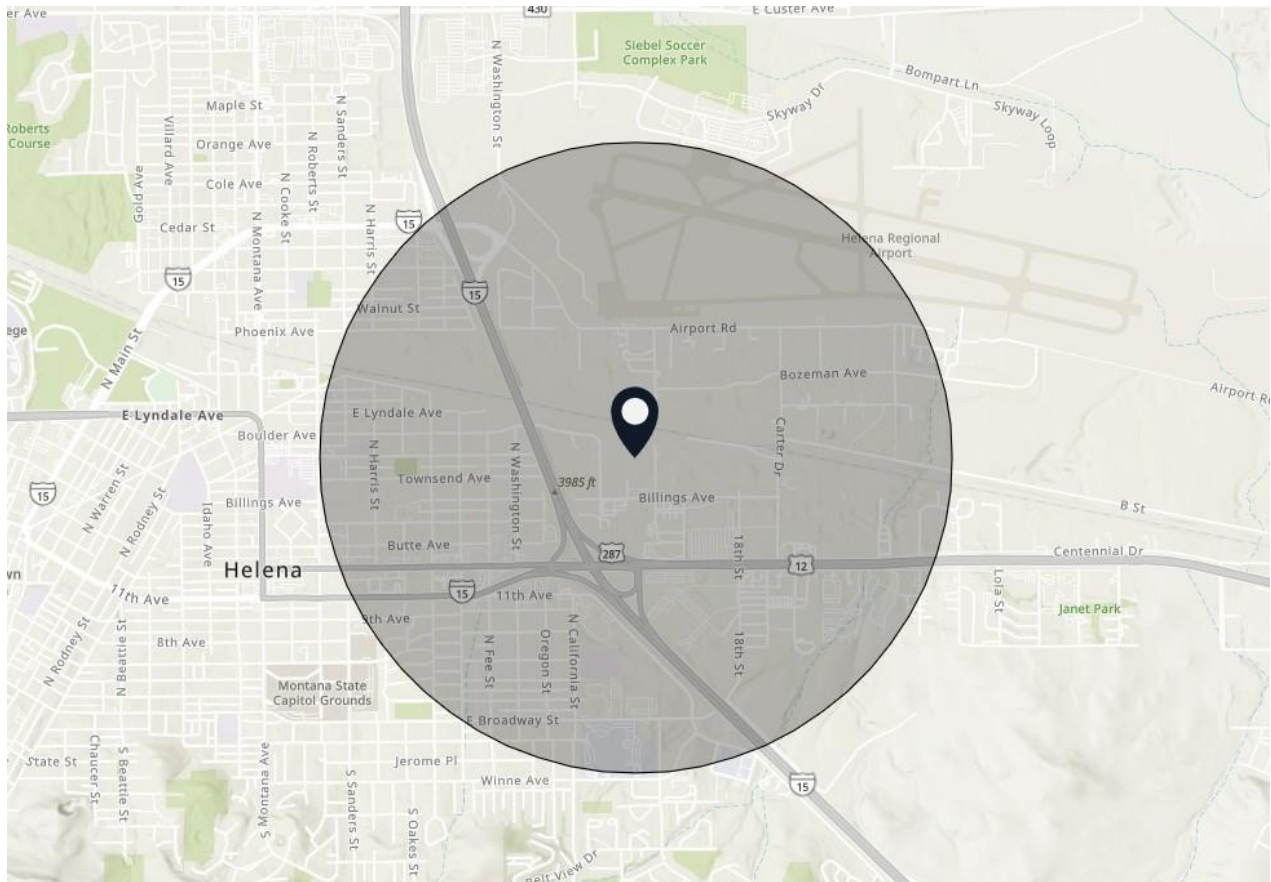 er Ave
430
E Custer Ave
Siebel Soccer
Complex Park
N Washington St
Bompart Ln
Skyway Dr
Skyway Loop
Maple St
N Sanders St
Roberts
Course
Villard Ave
Orange Ave
N Roberts St
Gold Ave
Cole Ave
N Cooke St
Cedar St
N Montana Ave
N Harris St
15
Helena Regional
Airport
15
15
Walnut St
Phoenix Ave
ege
N Main St
Airport Rd
Bozeman Ave
Airport Rd
E Lyndale Ave
E Lyndale Ave
Boulder Ave
Carter Dr
N Harris St
N Washington St
Townsend Ave
3985 ft
Billings Ave
15
N Warren St
N Rodney St
Billings Ave
Idaho Ave
B St
Butte Ave
287
18th St
12
Centennial Dr
Helena
wn
11th Ave
15
11th Ave
Lola St
Janet Park
9th Ave
8th Ave
N Rodney St
N Beattie St
N Fee St
Oregon St
N California St
18th St
Montana State
Capitol Grounds
E Broadway St
State St
Chaucer St
S Beattie St
S Montana Ave
Jerome Pl
Winne Ave
S Sanders St
S Oakes St
15
Belt View Dr